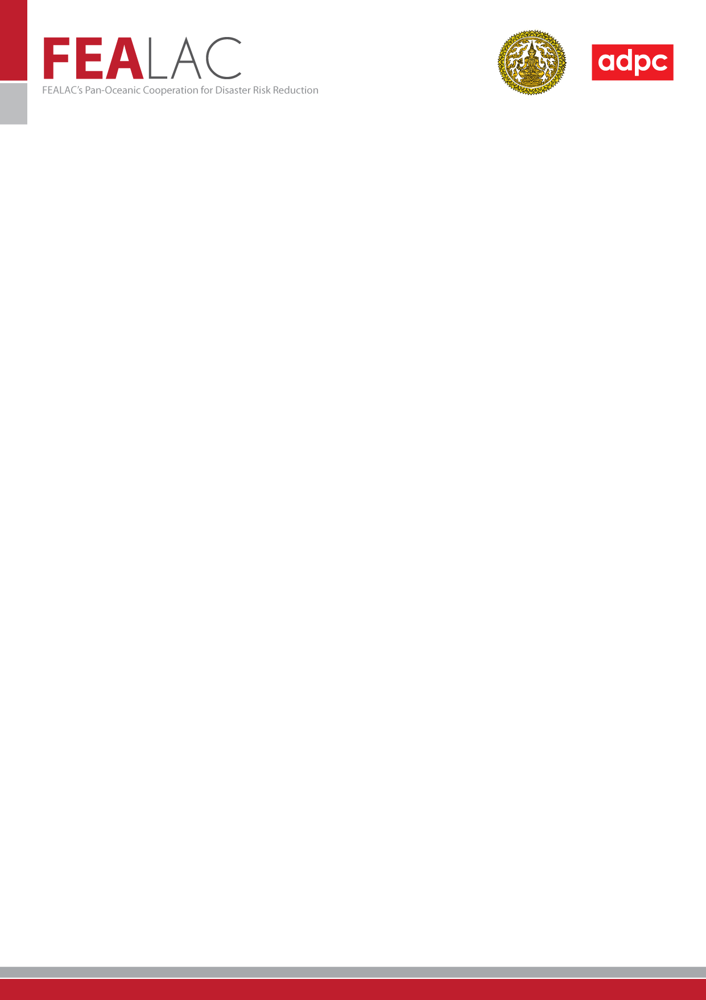 FEALAC
FEALAC's Pan-Oceanic Cooperation for Disaster Risk Reduction
adpc